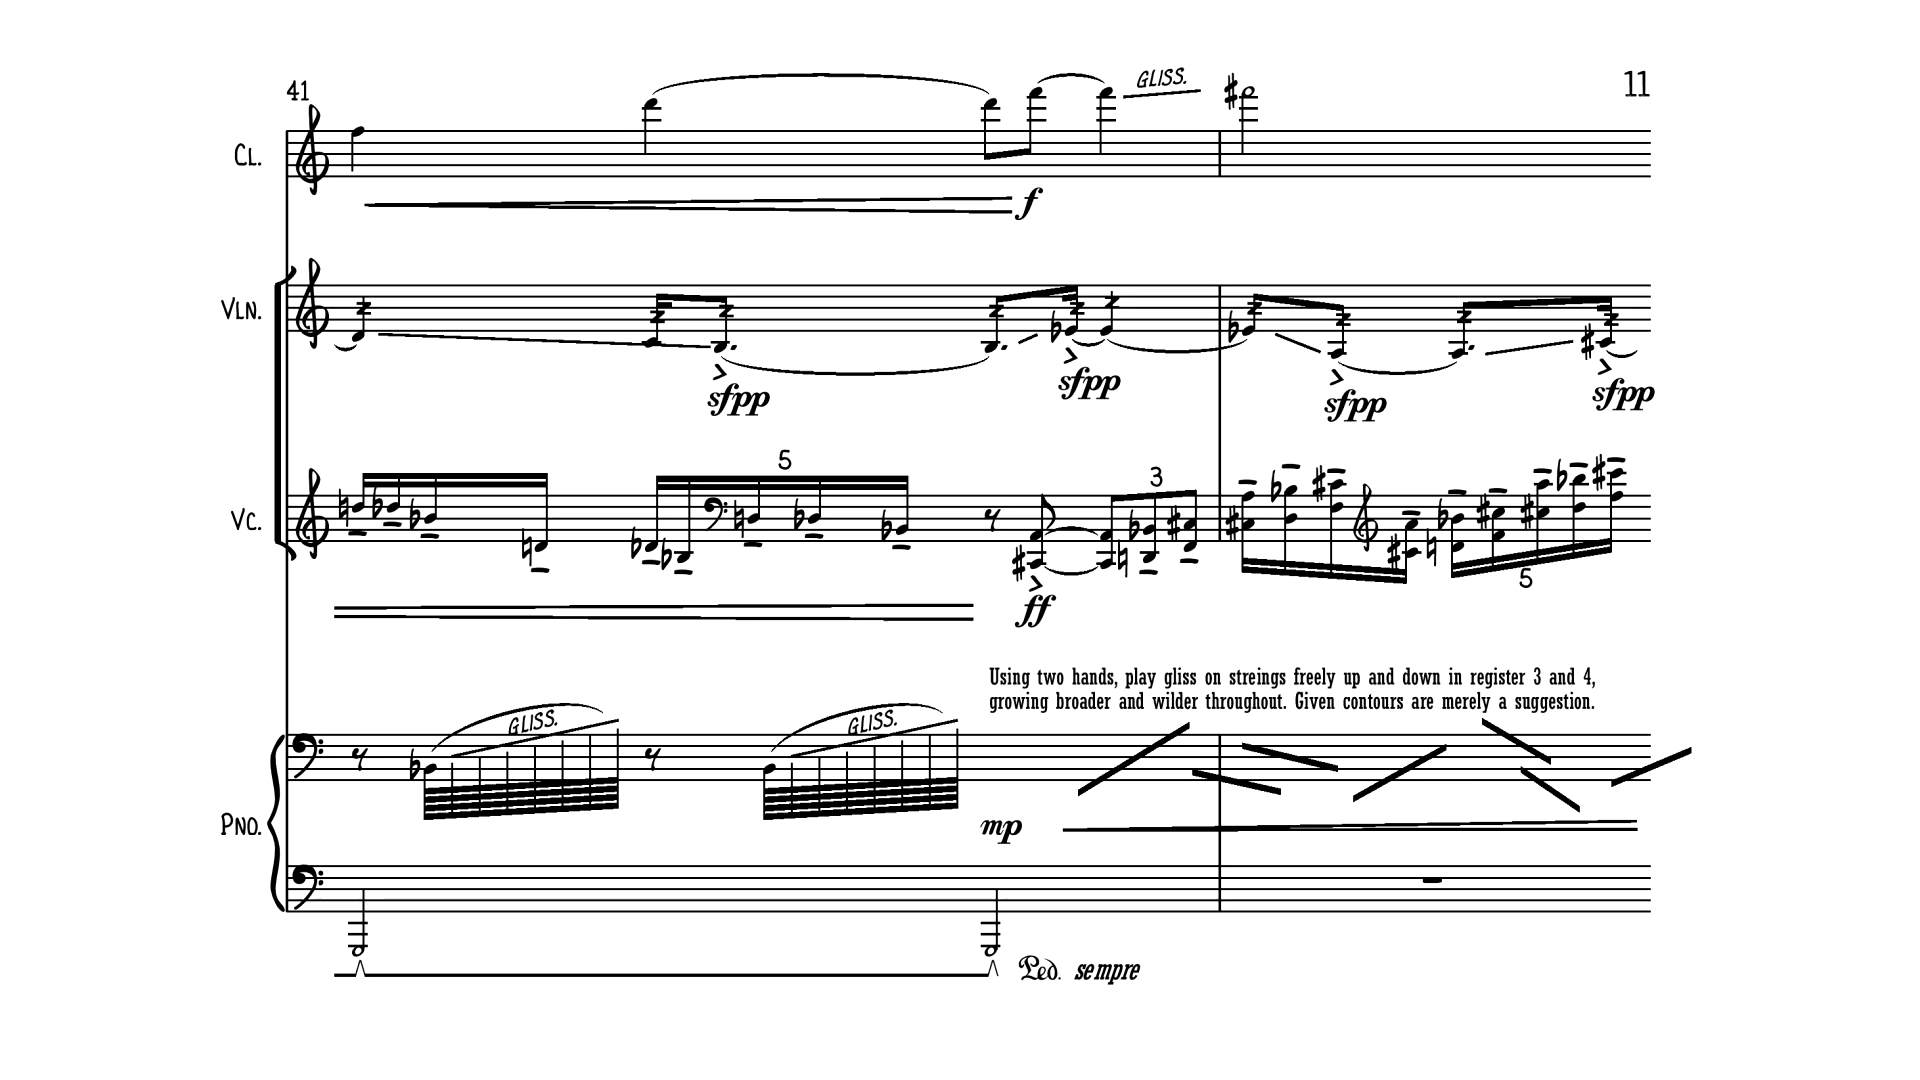 41
11
GLISS.
CL.
f
VLN.
sfpp
sfpp
sfpp
sfpp
5
3
VC.
5
ff
Using two hands, play gliss on streings freely up and down in register 3 and 4,
growing broader and wilder throughout. Given contours are merely a suggestion.
GLISS.
GLISS.
PNO.
mp
Ped. sempre